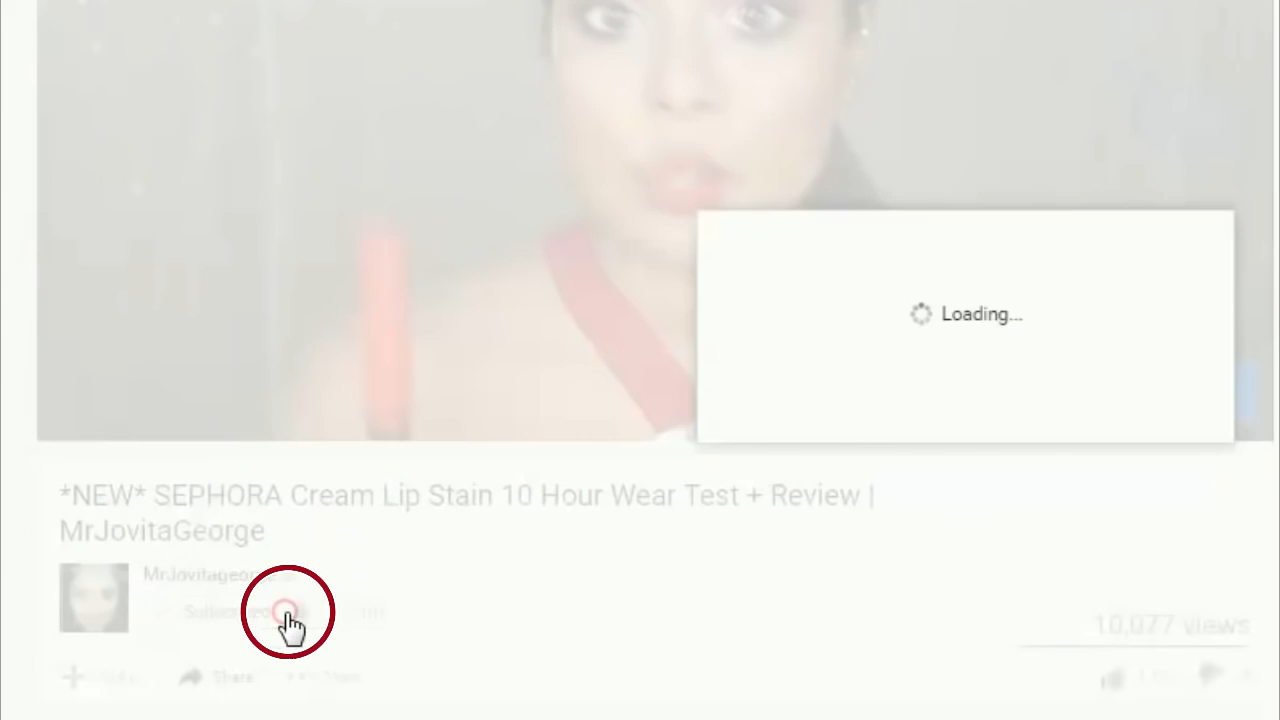 Loading...
*NEW* SEPHORA Cream Lip Stain 10 Hour Wear Test + Review |
MrJovitaGeorge
10,077 views
Share